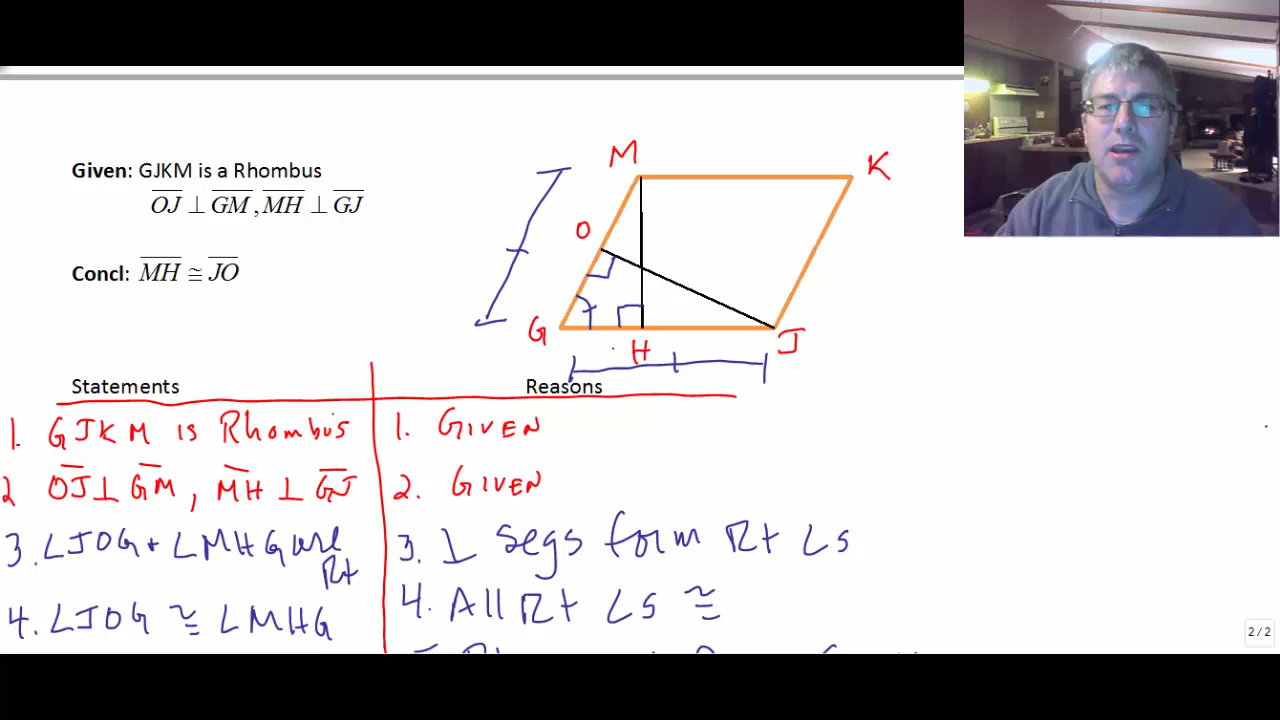 Given: GJKM is a Rhombus
OJ ⊥ GM, MH ⊥ GJ
Concl: MH ≅ JO
M
K
O
G
H
J
Statements
Reasons
1. GJKM is Rhombus
1. GIVEN
2 OJ ⊥ GM, MH ⊥ GJ
2. GIVEN
3. ∠JOG + ∠MHG are Rt
3. ⊥ segs form Rt ∠s
4. ∠JOG ≅ ∠MHG
4. All Rt ∠s ≅
2 / 2